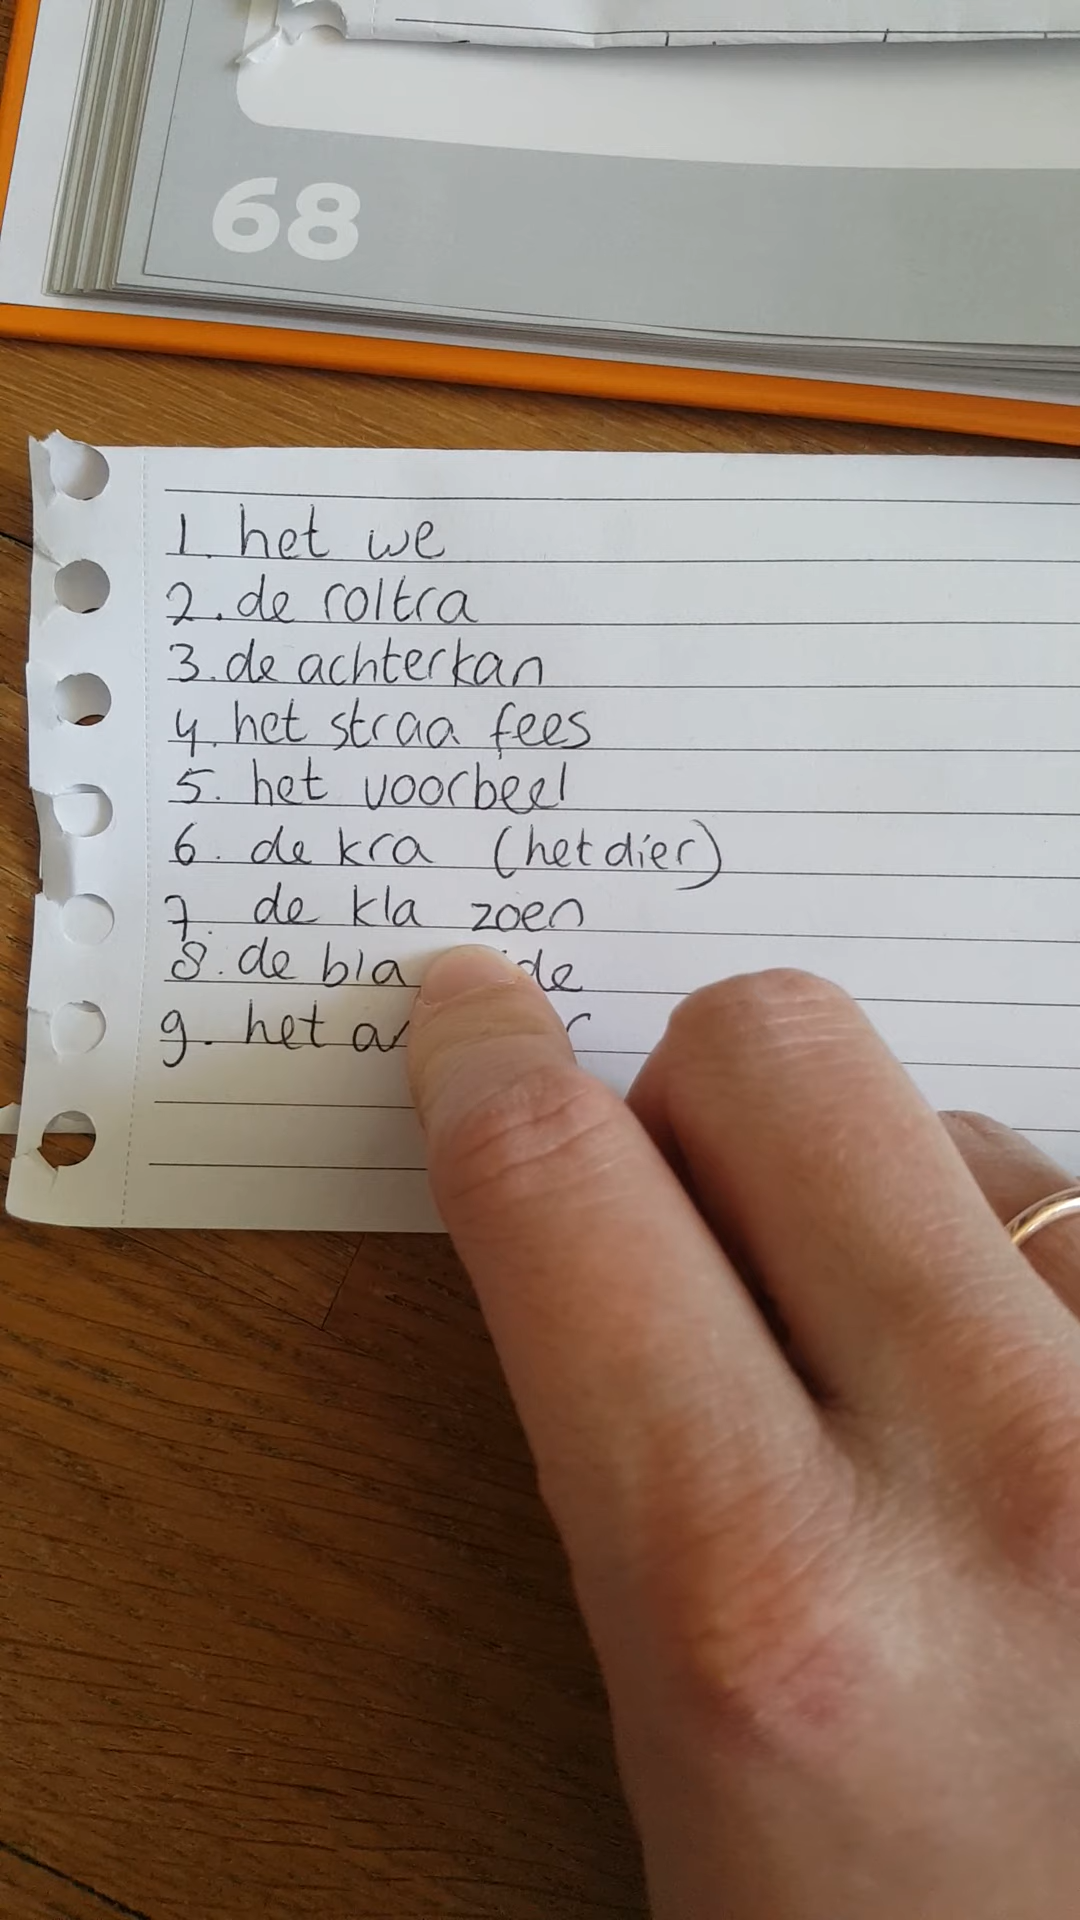 68
1. het we
2. de roltra
3. de achterkan
4. het straa fees
5. het voorbeel
6. de kra (het dier)
7. de kla zoen
8. de bla
9. het